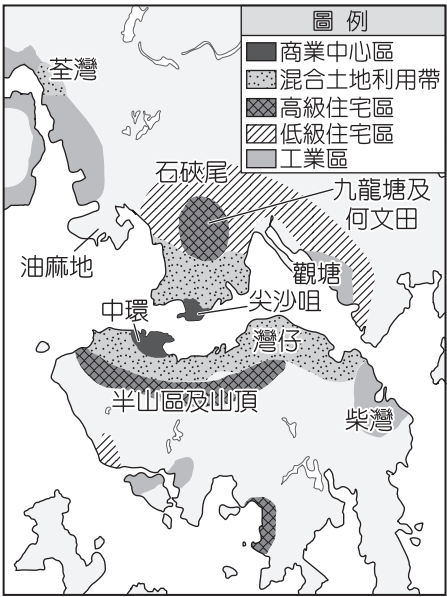 圖例
商業中心區
混合土地利用帶
高級住宅區
低級住宅區
工業區
荃灣
石硤尾
九龍塘及
何文田
油麻地
觀塘
尖沙咀
中環
灣仔
半山區及山頂
柴灣